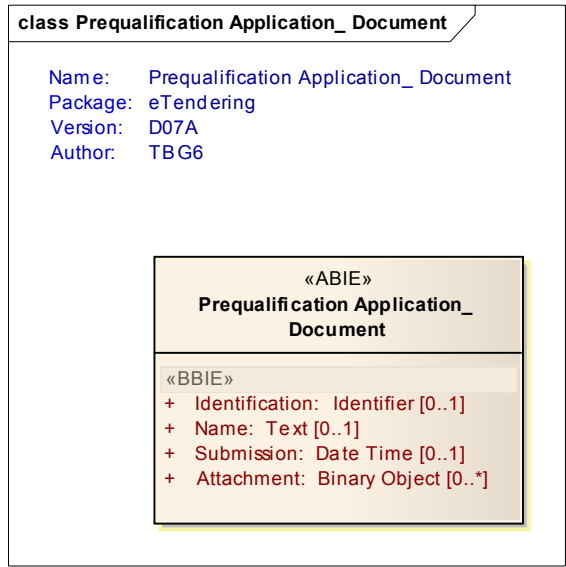 class Prequalification Application_ Document
Name: Prequalification Application_ Document
Package: eTendering
Version: D07A
Author: TBG6
«ABIE»
Prequalification Application_
Document
«BBIE»
+ Identification: Identifier [0..1]
+ Name: Text [0..1]
+ Submission: Date Time [0..1]
+ Attachment: Binary Object [0..*]